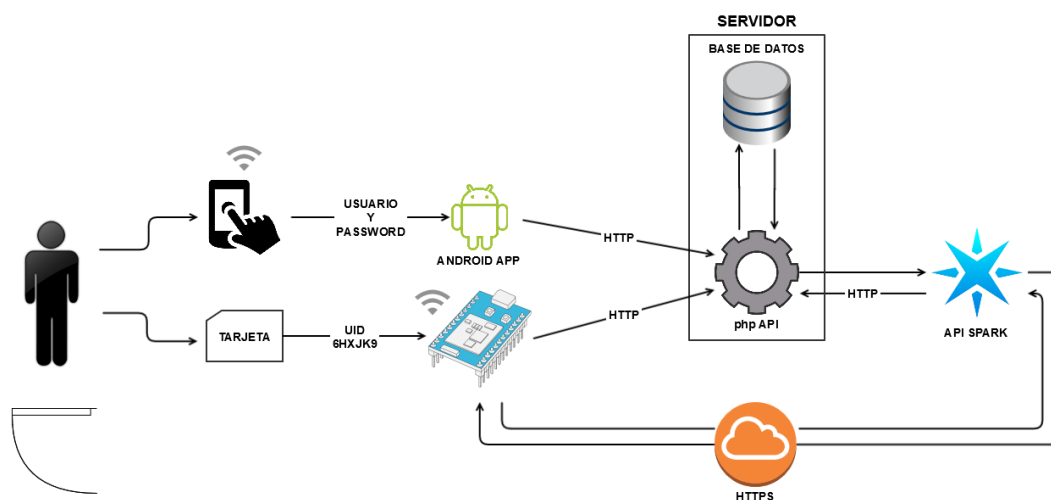 SERVIDOR
BASE DE DATOS
USUARIO
Y
PASSWORD
ANDROID APP
HTTP
TARJETA
UID
6HXJK9
HTTP
php API
HTTP
API SPARK
HTTPS